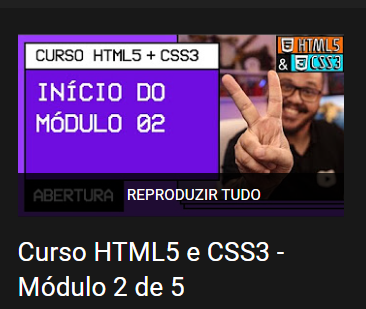 CURSO HTML5 + CSS3
HTML5
& CSS3
INÍCIO DO
MÓDULO 02
ABERTURA
REPRODUZIR TUDO
Curso HTML5 e CSS3 -
Módulo 2 de 5